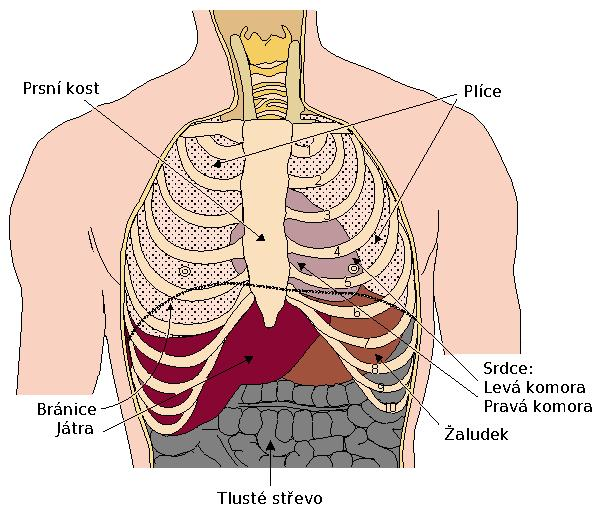 Prsní kost
Plíce
1
2
3
4
5
6
7
8
9
10
Srdce:
Levá komora
Pravá komora
Bránice
Játra
Žaludek
Tlusté střevo